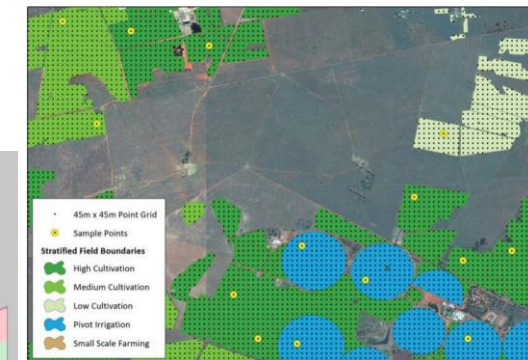 45m x 45m Point Grid
Sample Points
Stratified Field Boundaries
High Cultivation
Medium Cultivation
Low Cultivation
Pivot Irrigation
Small Scale Farming